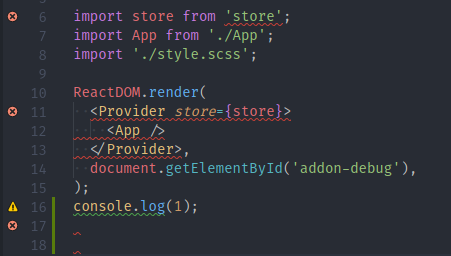 6 import store from 'store';
7 import App from './App';
8 import './style.scss';
9
10 ReactDOM.render(
11 <Provider store={store}>
12 <App />
13 </Provider>,
14 document.getElementById('addon-debug'),
15 );
16 console.log(1);
17
18